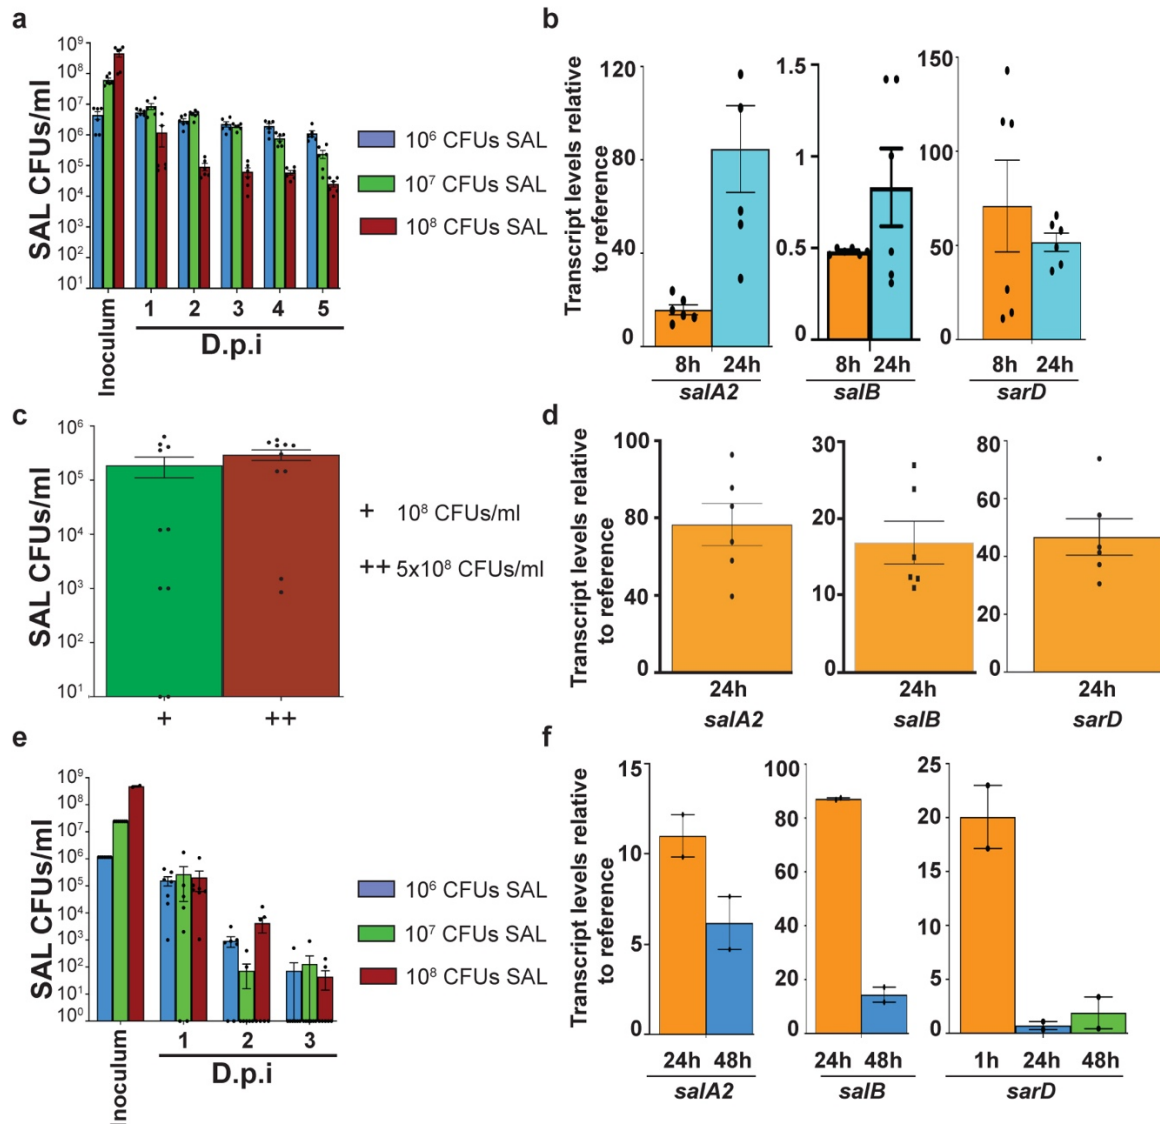 a
SAL CFUs/ml
10⁹
10⁸
10⁷
10⁶
10⁵
10⁴
10³
10²
10¹
Inoculum
1 2 3 4 5
D.p.i
10⁶ CFUs SAL
10⁷ CFUs SAL
10⁸ CFUs SAL
b
Transcript levels relative
to reference
120
80
40
0
8h 24h
salA2
1.5
1
0.5
0
8h 24h
salB
150
100
50
0
8h 24h
sarD
c
SAL CFUs/ml
10⁶
10⁵
10⁴
10³
10²
10¹
+ ++
+ 10⁸ CFUs/ml
++ 5x10⁸ CFUs/ml
d
Transcript levels relative
to reference
100
80
40
0
24h
salA2
30
20
10
0
24h
salB
80
60
40
20
0
24h
sarD
e
SAL CFUs/ml
10⁹
10⁸
10⁷
10⁶
10⁵
10⁴
10³
10²
10¹
10⁰
Inoculum
1 2 3
D.p.i
10⁶ CFUs SAL
10⁷ CFUs SAL
10⁸ CFUs SAL
f
Transcript levels relative
to reference
15
10
5
0
24h 48h
salA2
100
80
60
40
20
0
24h 48h
salB
25
20
15
10
5
0
1h 24h 48h
sarD